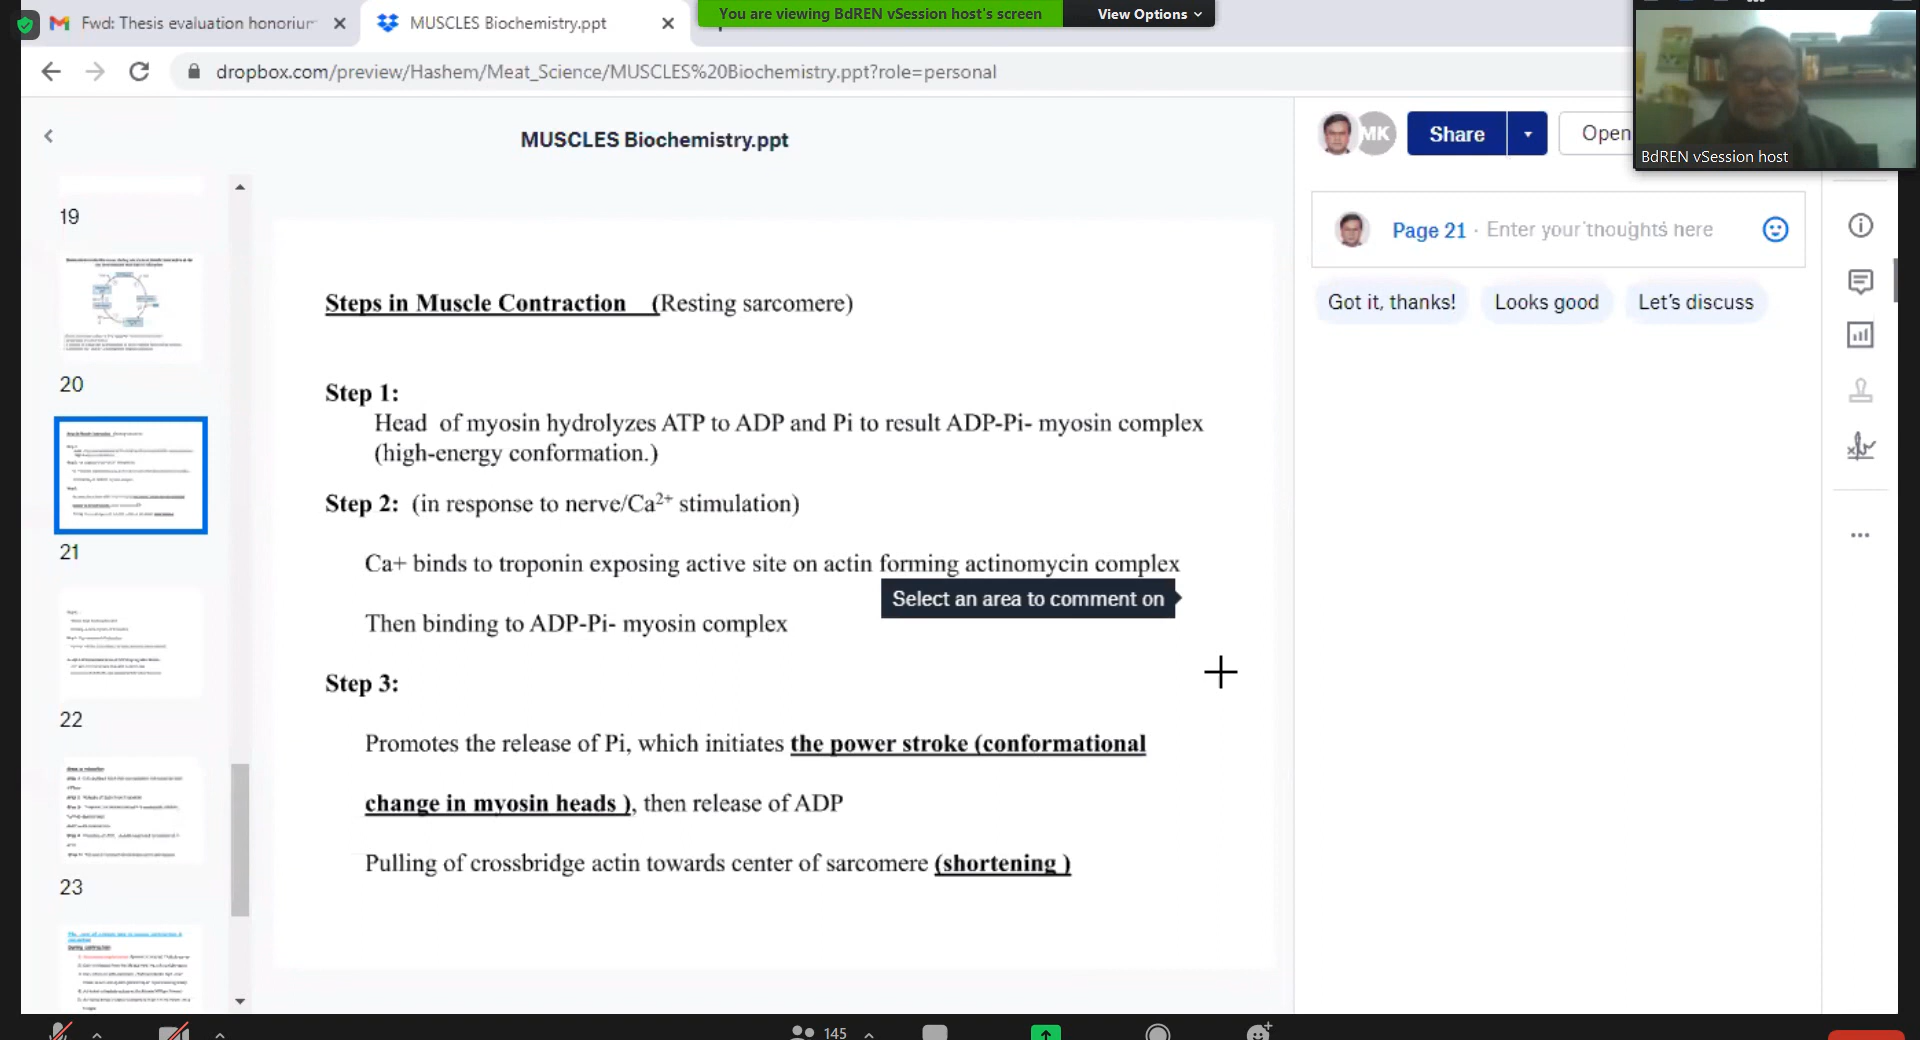 Fwd: Thesis evaluation honoriur
MUSCLES Biochemistry.ppt
You are viewing BdREN vSession host's screen
View Options
dropbox.com/preview/Hashem/Meat_Science/MUSCLES%20Biochemistry.ppt?role=personal
BdREN vSession host
MUSCLES Biochemistry.ppt
MK
Share
Open
19
20
21
22
23
Steps in Muscle Contraction (Resting sarcomere)
Step 1:
Head of myosin hydrolyzes ATP to ADP and Pi to result ADP-Pi- myosin complex
(high-energy conformation.)
Step 2: (in response to nerve/Ca²⁺ stimulation)
Ca+ binds to troponin exposing active site on actin forming actinomycin complex
Select an area to comment on
Then binding to ADP-Pi- myosin complex
Step 3:
Promotes the release of Pi, which initiates the power stroke (conformational
change in myosin heads ), then release of ADP
Pulling of crossbridge actin towards center of sarcomere (shortening )
Page 21 · Enter your thoughts here
Got it, thanks!
Looks good
Let's discuss
145